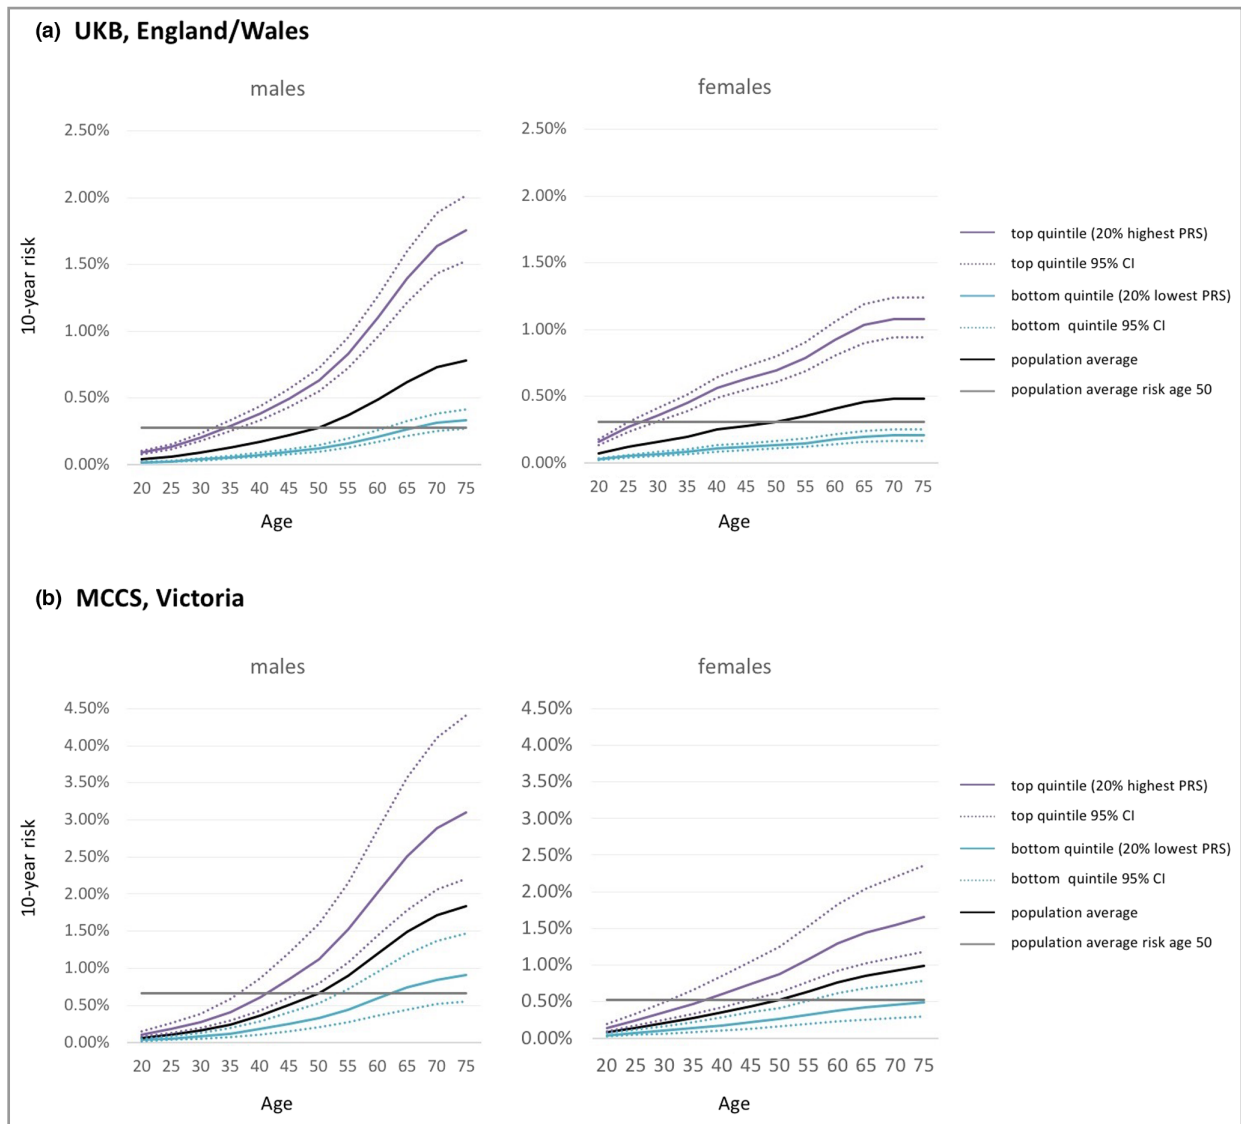 (a) UKB, England/Wales
males
females
10-year risk
2.50%
2.00%
1.50%
1.00%
0.50%
0.00%
20 25 30 35 40 45 50 55 60 65 70 75
Age
2.50%
2.00%
1.50%
1.00%
0.50%
0.00%
20 25 30 35 40 45 50 55 60 65 70 75
Age
top quintile (20% highest PRS)
top quintile 95% CI
bottom quintile (20% lowest PRS)
bottom quintile 95% CI
population average
population average risk age 50
(b) MCCS, Victoria
males
females
10-year risk
4.50%
4.00%
3.50%
3.00%
2.50%
2.00%
1.50%
1.00%
0.50%
0.00%
20 25 30 35 40 45 50 55 60 65 70 75
Age
4.50%
4.00%
3.50%
3.00%
2.50%
2.00%
1.50%
1.00%
0.50%
0.00%
20 25 30 35 40 45 50 55 60 65 70 75
Age
top quintile (20% highest PRS)
top quintile 95% CI
bottom quintile (20% lowest PRS)
bottom quintile 95% CI
population average
population average risk age 50